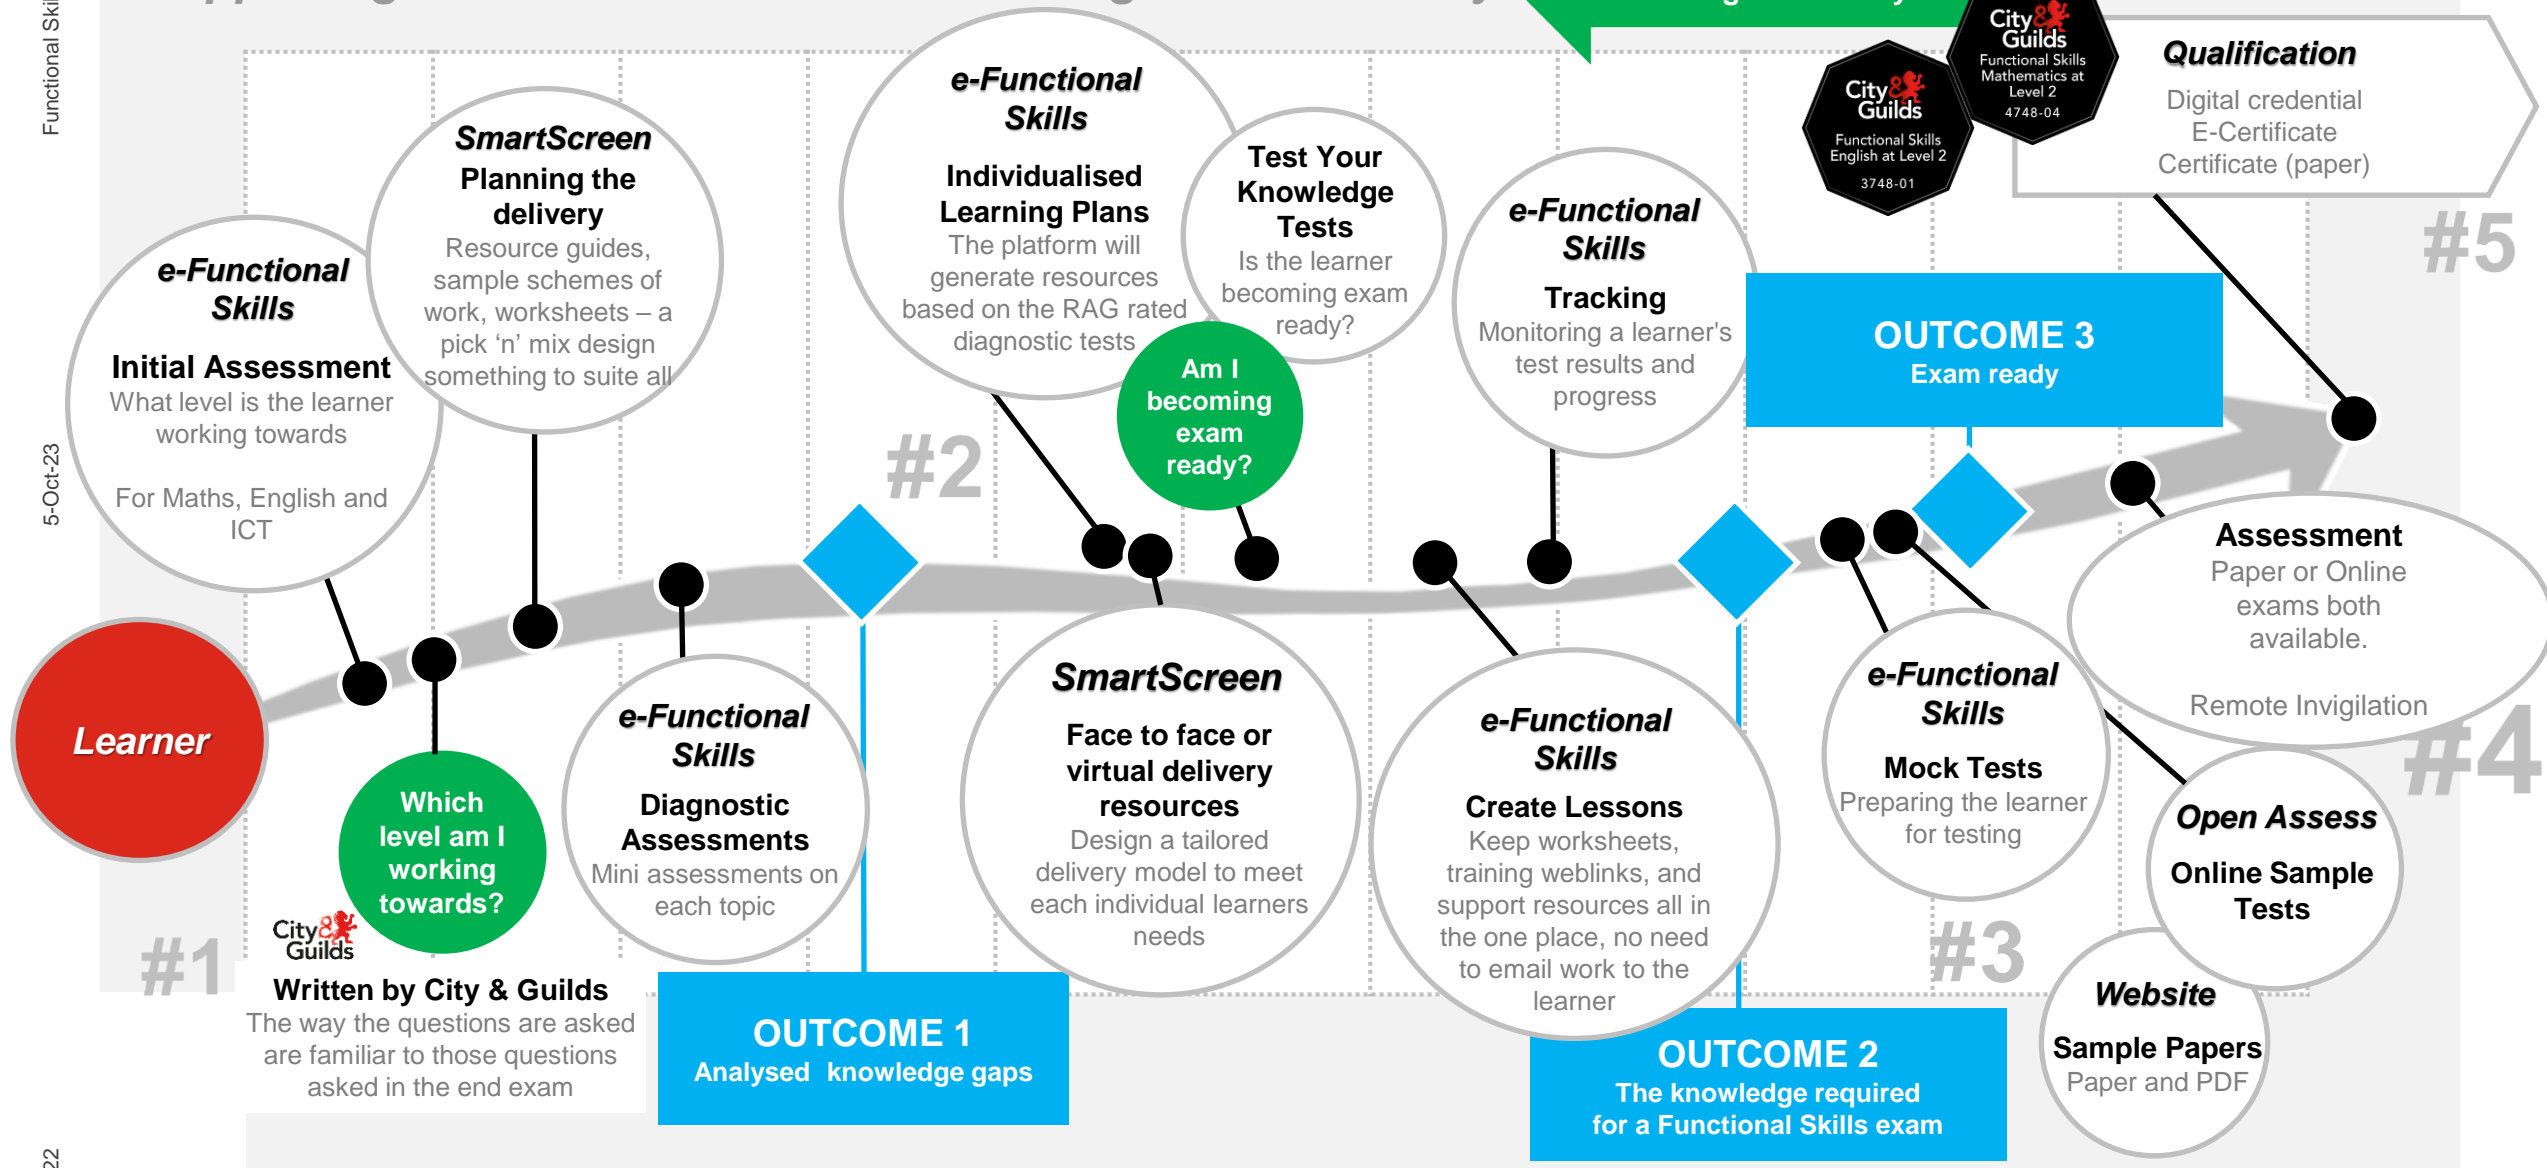 Functional Skil
5-Oct-23
22
e-Functional
Skills
Initial Assessment
What level is the learner
working towards
For Maths, English and
ICT
SmartScreen
Planning the
delivery
Resource guides,
sample schemes of
work, worksheets – a
pick ‘n’ mix design
something to suite all
e-Functional
Skills
Individualised
Learning Plans
The platform will
generate resources
based on the RAG rated
diagnostic tests
Test Your
Knowledge
Tests
Is the learner
becoming exam
ready?
Am I
becoming
exam
ready?
e-Functional
Skills
Tracking
Monitoring a learner's
test results and
progress
City&
Guilds
Functional Skills
English at Level 2
3748-01
City&
Guilds
Functional Skills
Mathematics at
Level 2
4748-04
Qualification
Digital credential
E-Certificate
Certificate (paper)
#5
OUTCOME 3
Exam ready
#2
Learner
Which
level am I
working
towards?
City&
Guilds
#1
Written by City & Guilds
The way the questions are asked
are familiar to those questions
asked in the end exam
e-Functional
Skills
Diagnostic
Assessments
Mini assessments on
each topic
OUTCOME 1
Analysed knowledge gaps
SmartScreen
Face to face or
virtual delivery
resources
Design a tailored
delivery model to meet
each individual learners
needs
e-Functional
Skills
Create Lessons
Keep worksheets,
training weblinks, and
support resources all in
the one place, no need
to email work to the
learner
OUTCOME 2
The knowledge required
for a Functional Skills exam
e-Functional
Skills
Mock Tests
Preparing the learner
for testing
#3
Assessment
Paper or Online
exams both
available.
Remote Invigilation
#4
Open Assess
Online Sample
Tests
Website
Sample Papers
Paper and PDF